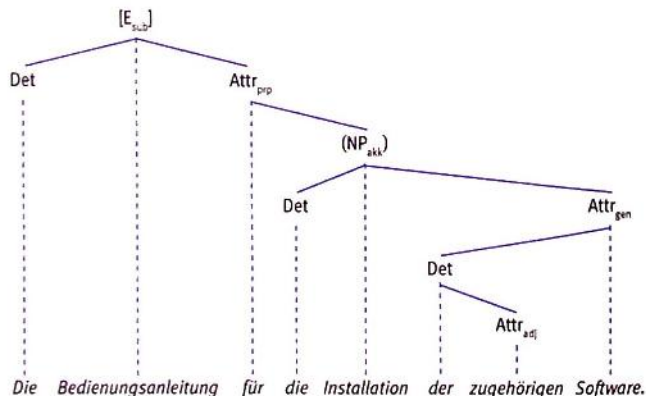 [E_sub]
Det Attr_prp
(NP_akk)
Det Attr_gen
Det
Attr_adj
Die Bedienungsanleitung für die Installation der zugehörigen Software.